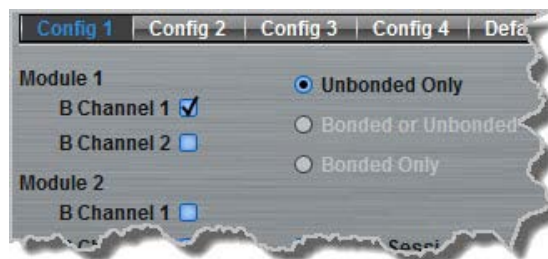 Config 1 Config 2 Config 3 Config 4
Module 1
B Channel 1
Unbonded Only
B Channel 2
Bonded or Unbonded
Bonded Only
Module 2
B Channel 1